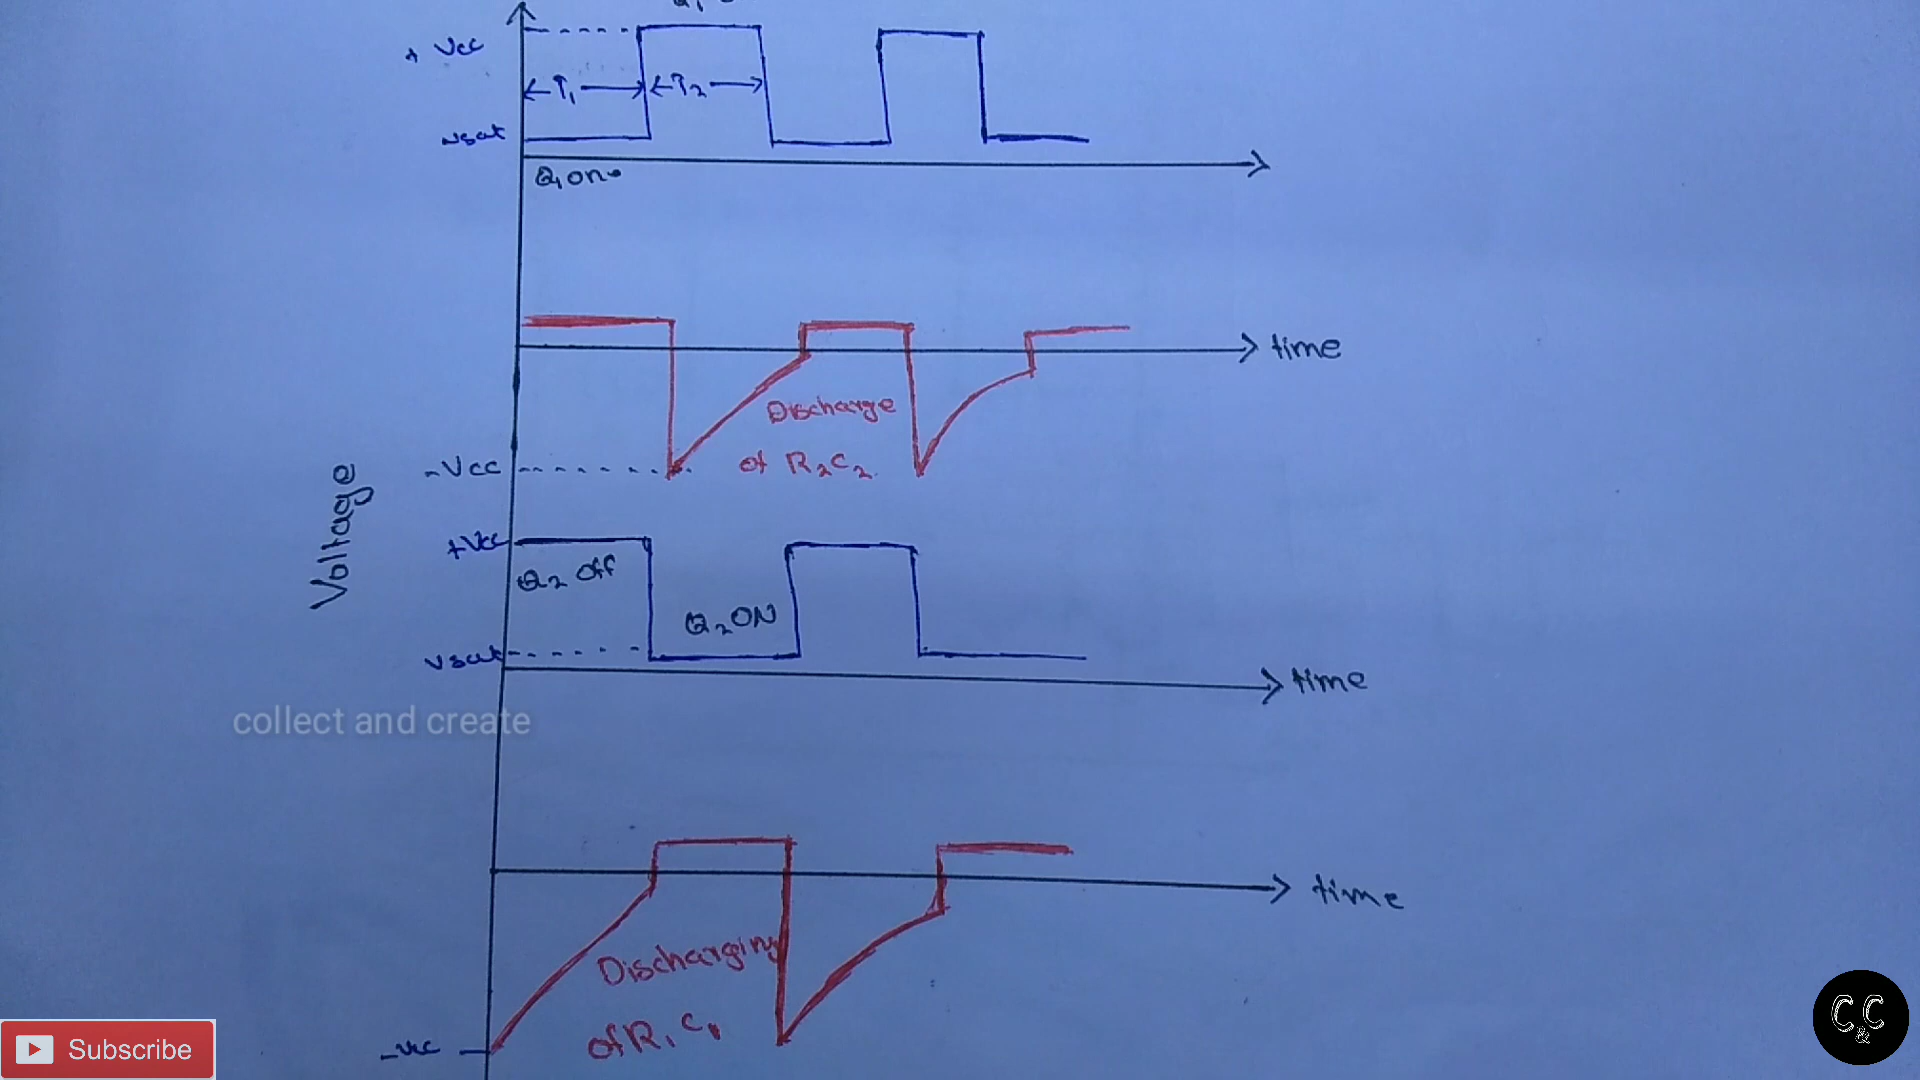 + Vcc
T₁
T₂
Vsat
Q₁ on
time
Discharge
of R₂C₂
-Vcc
Voltage
+Vcc
Q₂ off
Q₂ ON
Vsat
time
collect and create
time
Discharging
of R₁C₁
-Vcc
Subscribe
C&C